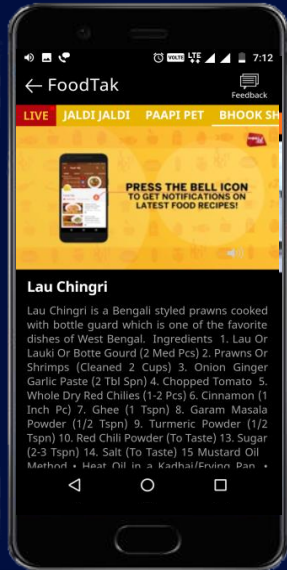 VOLTE LTE 7:12
← FoodTak
Feedback
LIVE JALDI JALDI PAAPI PET BHOOK SH
PRESS THE BELL ICON
TO GET NOTIFICATIONS ON
LATEST FOOD RECIPES!
Lau Chingri
Lau Chingri is a Bengali styled prawns cooked
with bottle guard which is one of the favorite
dishes of West Bengal. Ingredients 1. Lau Or
Lauki Or Botte Gourd (2 Med Pcs) 2. Prawns Or
Shrimps (Cleaned 2 Cups) 3. Onion Ginger
Garlic Paste (2 Tbl Spn) 4. Chopped Tomato 5.
Whole Dry Red Chilies (1-2 Pcs) 6. Cinnamon (1
Inch Pc) 7. Ghee (1 Tspn) 8. Garam Masala
Powder (1/2 Tspn) 9. Turmeric Powder (1/2
Tspn) 10. Red Chili Powder (To Taste) 13. Sugar
(2-3 Tspn) 14. Salt (To Taste) 15 Mustard Oil
Method • Heat Oil in a Kadhai/Frying Pan •